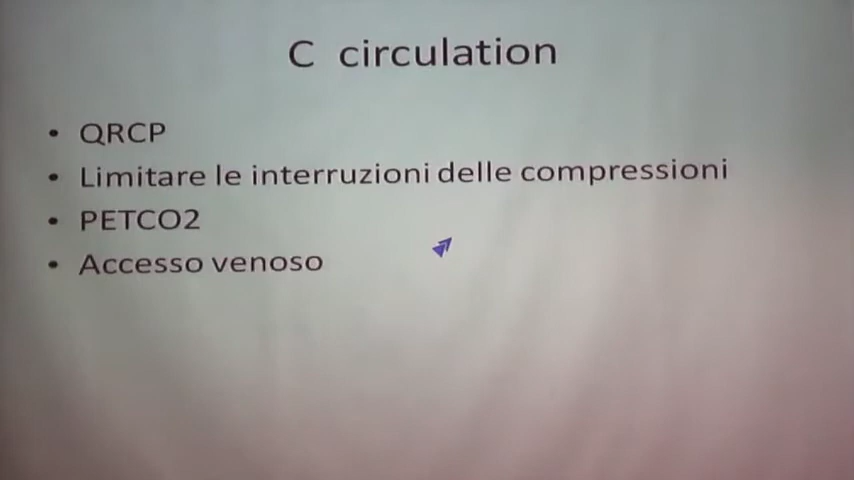 C circulation
• QRCP
• Limitare le interruzioni delle compressioni
• PETCO2
• Accesso venoso